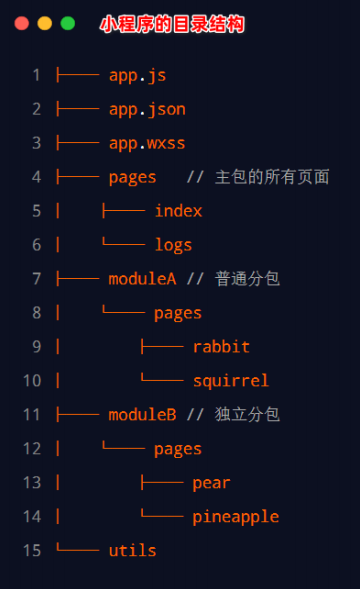 小程序的目录结构
1 ├── app.js
2 ├── app.json
3 ├── app.wxss
4 ├── pages // 主包的所有页面
5 │ ├── index
6 │ └── logs
7 ├── moduleA // 普通分包
8 │ └── pages
9 │ ├── rabbit
10 │ └── squirrel
11 ├── moduleB // 独立分包
12 │ └── pages
13 │ ├── pear
14 │ └── pineapple
15 └── utils